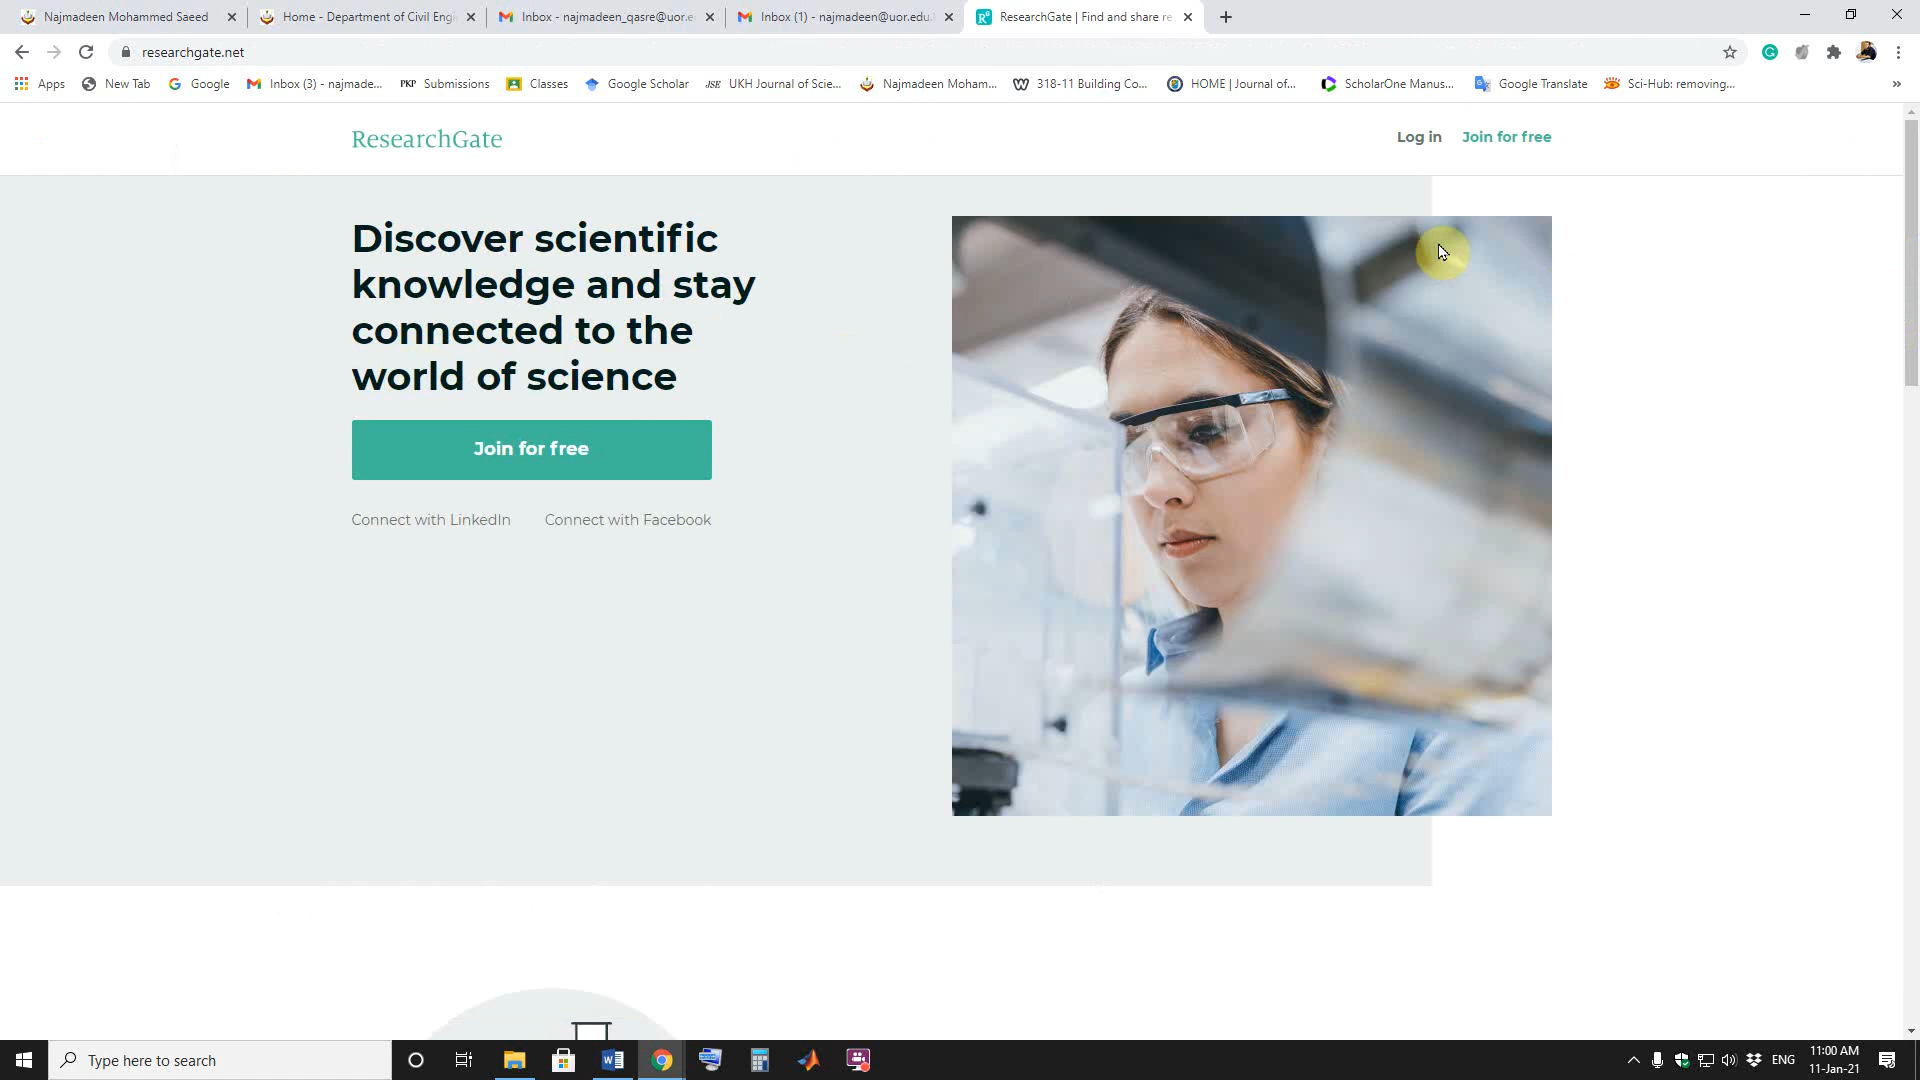 Najmadeen Mohammed Saeed
Home - Department of Civil Engi
Inbox - najmadeen_qasre@uor.e
Inbox (1) - najmadeen@uor.edu.
ResearchGate | Find and share re
researchgate.net
Apps
New Tab
Google
Inbox (3) - najmade...
PKP Submissions
Classes
Google Scholar
JSE UKH Journal of Scie...
Najmadeen Moham...
318-11 Building Co...
HOME | Journal of...
ScholarOne Manus...
Google Translate
Sci-Hub: removing...
ResearchGate
Log in
Join for free
Discover scientific
knowledge and stay
connected to the
world of science
Join for free
Connect with LinkedIn
Connect with Facebook
Type here to search
ENG
11:00 AM
11-Jan-21